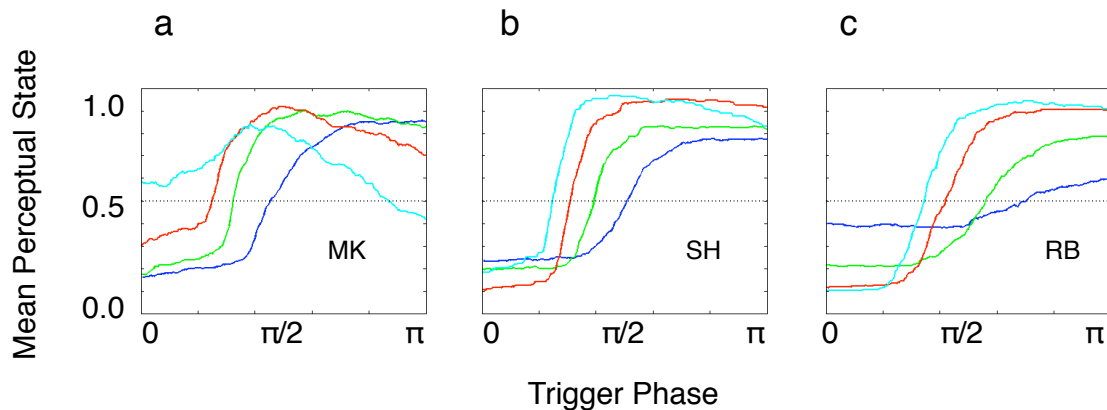 a b c
Mean Perceptual State
1.0
0.5
0.0
MK SH RB
0 π/2 π 0 π/2 π 0 π/2 π
Trigger Phase